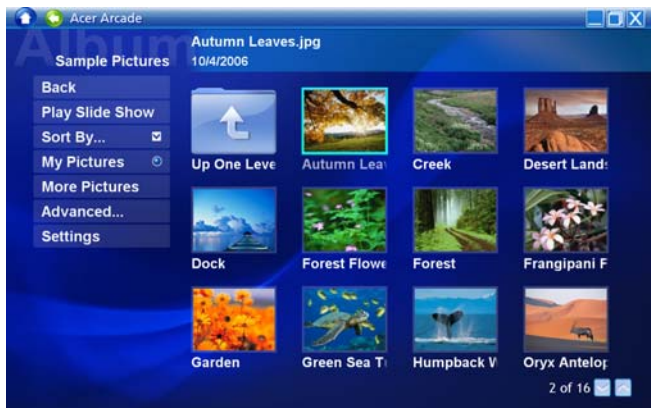 Acer Arcade
Album
Autumn Leaves.jpg
Sample Pictures
10/4/2006
Back
Play Slide Show
Sort By...
My Pictures
More Pictures
Advanced...
Settings
Up One Leve
Autumn Leav
Creek
Desert Lands
Dock
Forest Flowe
Forest
Frangipani F
Garden
Green Sea T
Humpback W
Oryx Antelop
2 of 16